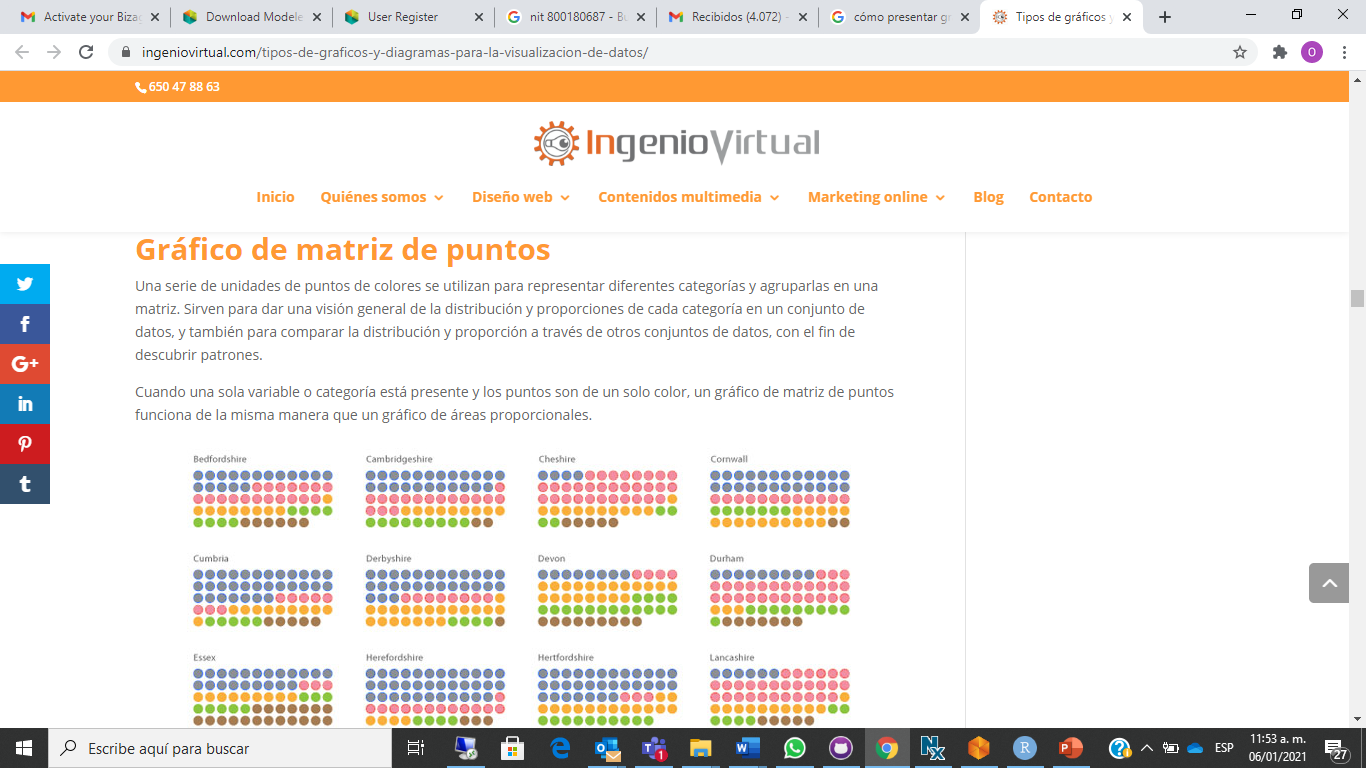 Activate your Biza
Download Modele
User Register
nit 800180687 - Bu
Recibidos (4.072) -
cómo presentar gr
Tipos de gráficos y
ingeniovirtual.com/tipos-de-graficos-y-diagramas-para-la-visualizacion-de-datos/
O
650 47 88 63
IngenioVirtual
Inicio Quiénes somos Diseño web Contenidos multimedia Marketing online Blog Contacto
Gráfico de matriz de puntos
Una serie de unidades de puntos de colores se utilizan para representar diferentes categorías y agruparlas en una
matriz. Sirven para dar una visión general de la distribución y proporciones de cada categoría en un conjunto de
datos, y también para comparar la distribución y proporción a través de otros conjuntos de datos, con el fin de
descubrir patrones.
Cuando una sola variable o categoría está presente y los puntos son de un solo color, un gráfico de matriz de puntos
funciona de la misma manera que un gráfico de áreas proporcionales.
Bedfordshire Cambridgeshire Cheshire Cornwall
Cumbria Derbyshire Devon Durham
Essex Herefordshire Hertfordshire Lancashire
Escribe aquí para buscar
ESP
11:53 a. m.
06/01/2021
27